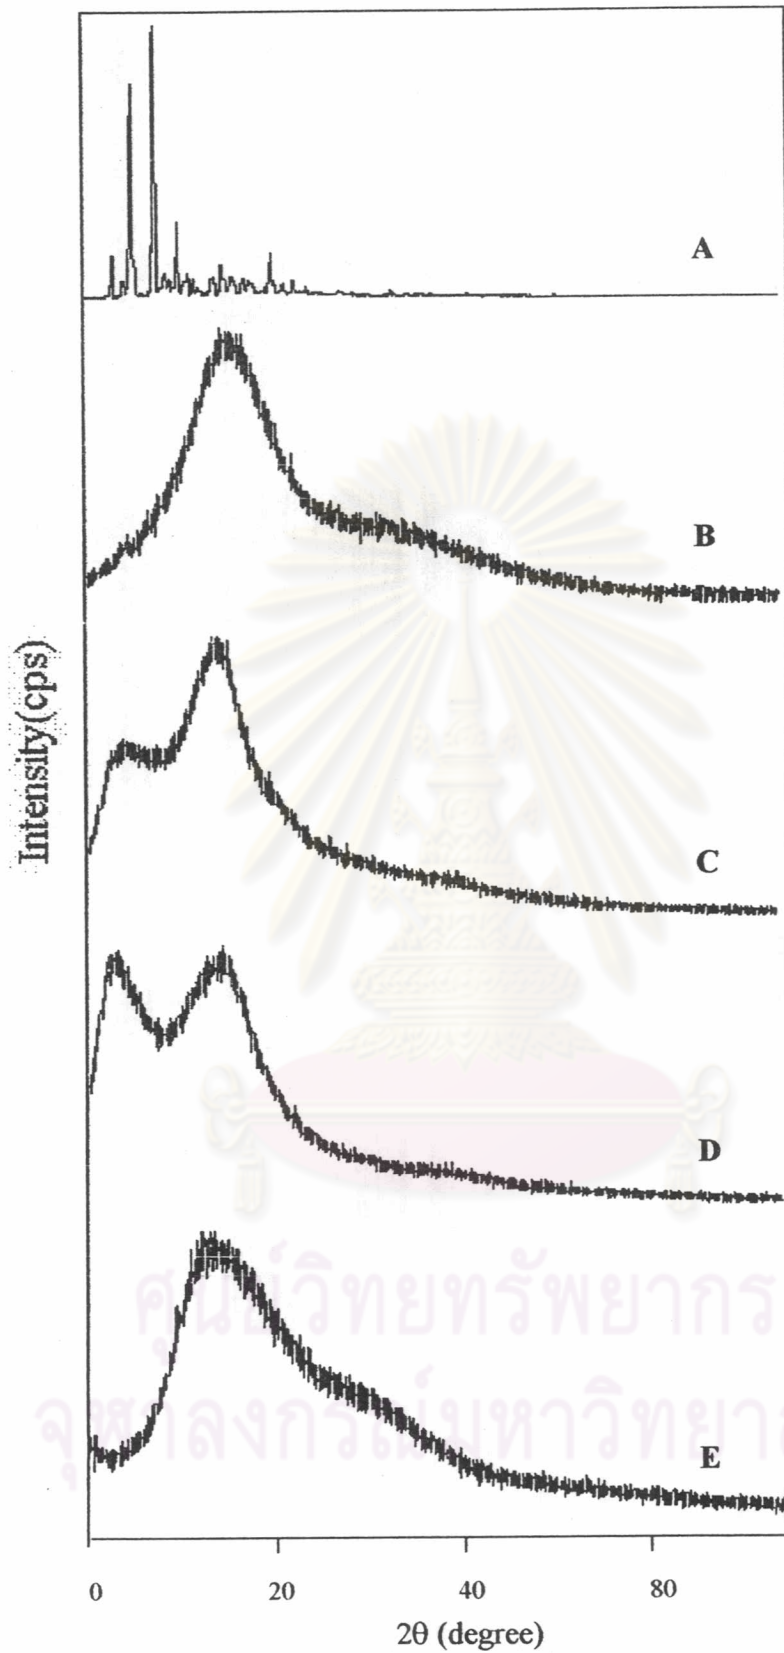 A
B
Intensity(cps)
C
D
ศูนย์วิทยทรัพยากร
จุฬาลงกรณ์มหาวิทยาล
E
0 20 40 80
2θ (degree)